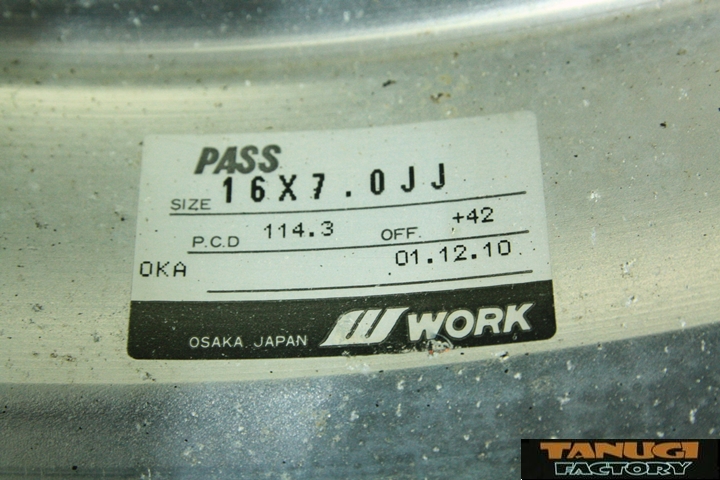 PASS
SIZE 16X7.0JJ
P.C.D 114.3 OFF. +42
OKA 01.12.10
OSAKA JAPAN W WORK
TANUGI
FACTORY